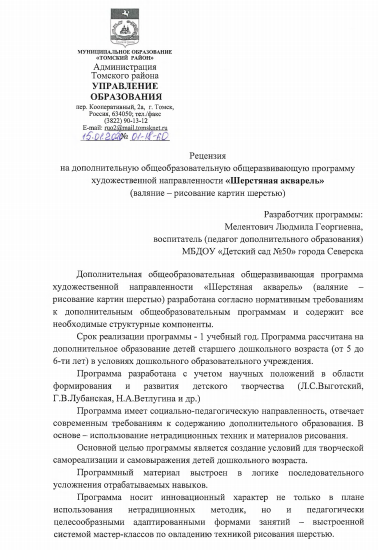 МУНИЦИПАЛЬНОЕ ОБРАЗОВАНИЕ
«ТОМСКИЙ РАЙОН»
Администрация
Томского района
УПРАВЛЕНИЕ
ОБРАЗОВАНИЯ
пер. Кооперативный, 2а, г. Томск,
Россия, 634050; тел./факс
(3822) 90-13-12
E-mail: ruo2@mail.tomsknet.ru
№
Рецензия
на дополнительную общеобразовательную общеразвивающую программу
художественной направленности «Шерстяная акварель»
(валяние – рисование картин шерстью)
Разработчик программы:
Мелентович Людмила Георгиевна,
воспитатель (педагог дополнительного образования)
МБДОУ «Детский сад №50» города Северска
Дополнительная общеобразовательная общеразвивающая программа
художественной направленности «Шерстяная акварель» (валяние –
рисование картин шерстью) разработана согласно нормативным требованиям
к дополнительным общеобразовательным программам и содержит все
необходимые структурные компоненты.
Срок реализации программы - 1 учебный год. Программа рассчитана на
дополнительное образование детей старшего дошкольного возраста (от 5 до
6-ти лет) в условиях дошкольного образовательного учреждения.
Программа разработана с учетом научных положений в области
формирования и развития детского творчества (Л.С.Выготский,
Г.В.Лубанская, Н.А.Ветлугина и др.)
Программа имеет социально-педагогическую направленность, отвечает
современным требованиям к содержанию дополнительного образования. В
основе – использование нетрадиционных техник и материалов рисования.
Основной целью программы является создание условий для творческой
самореализации и самовыражения детей дошкольного возраста.
Программный материал выстроен в логике последовательного
усложнения отрабатываемых навыков.
Программа носит инновационный характер не только в плане
использования нетрадиционных методик, но и педагогически
целесообразными адаптированными формами занятий – выстроенной
системой мастер-классов по овладению техникой рисования шерстью.